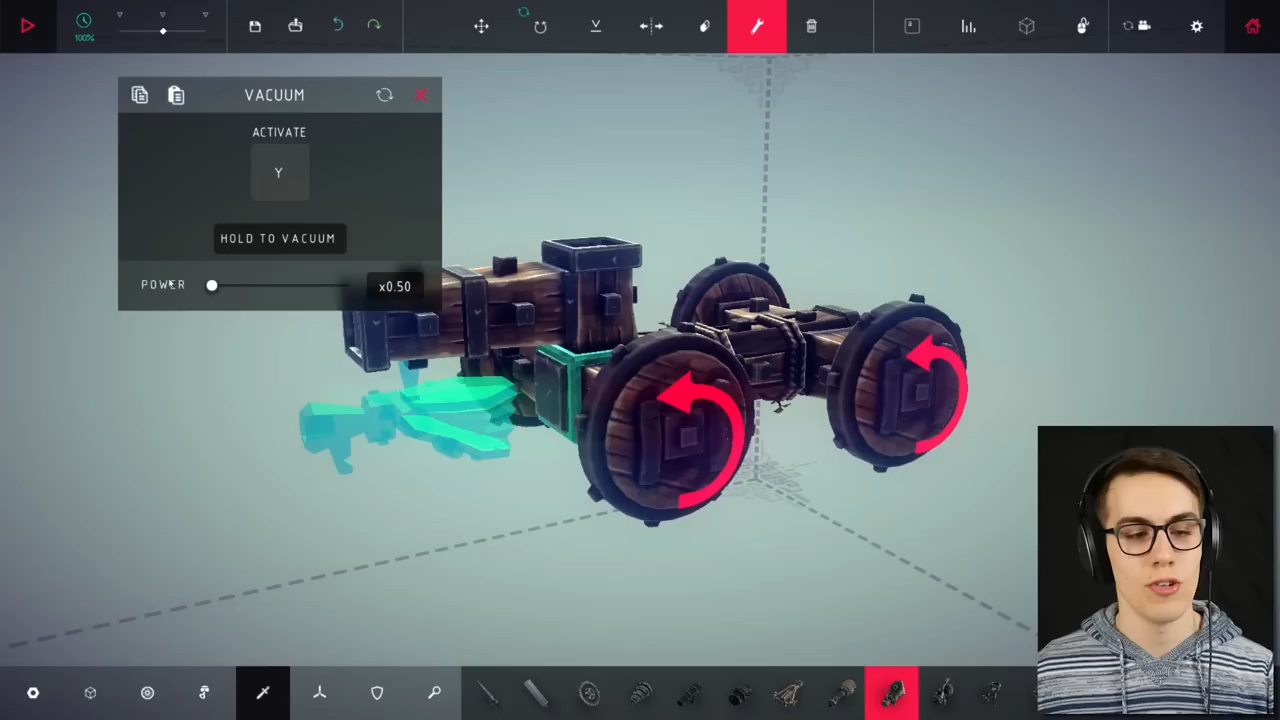 100%
VACUUM
ACTIVATE
Y
HOLD TO VACUUM
POWER
x0.50